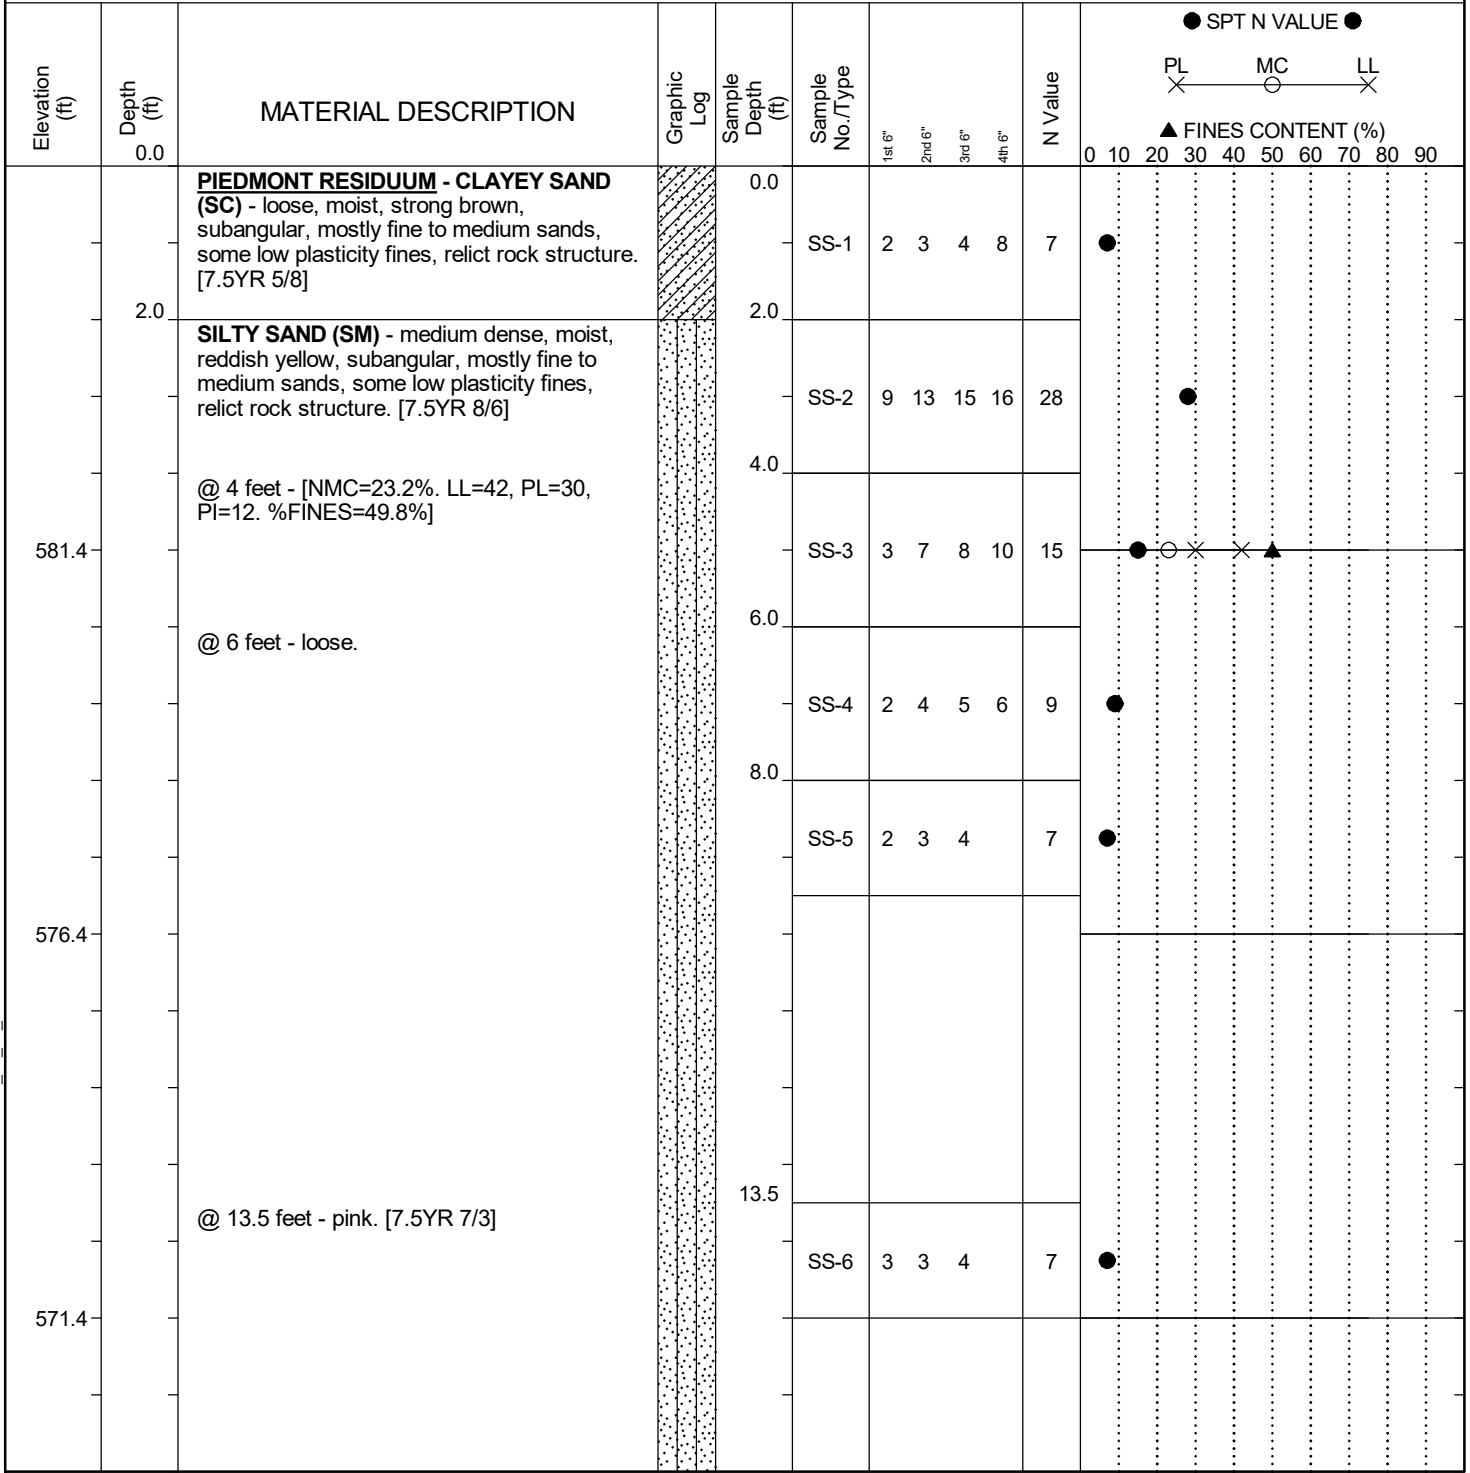 ● SPT N VALUE ●
PL MC LL
▲ FINES CONTENT (%)
Elevation (ft)
Depth (ft)
0.0
MATERIAL DESCRIPTION
Graphic Log
Sample Depth (ft)
Sample No./Type
1st 6"
2nd 6"
3rd 6"
4th 6"
N Value
0 10 20 30 40 50 60 70 80 90
PIEDMONT RESIDUUM - CLAYEY SAND
(SC) - loose, moist, strong brown,
subangular, mostly fine to medium sands,
some low plasticity fines, relict rock structure.
[7.5YR 5/8]
0.0
SS-1 2 3 4 8 7
2.0
2.0
SILTY SAND (SM) - medium dense, moist,
reddish yellow, subangular, mostly fine to
medium sands, some low plasticity fines,
relict rock structure. [7.5YR 8/6]
SS-2 9 13 15 16 28
4.0
@ 4 feet - [NMC=23.2%. LL=42, PL=30,
PI=12. %FINES=49.8%]
581.4
SS-3 3 7 8 10 15
6.0
@ 6 feet - loose.
SS-4 2 4 5 6 9
8.0
SS-5 2 3 4 7
576.4
13.5
@ 13.5 feet - pink. [7.5YR 7/3]
SS-6 3 3 4 7
571.4